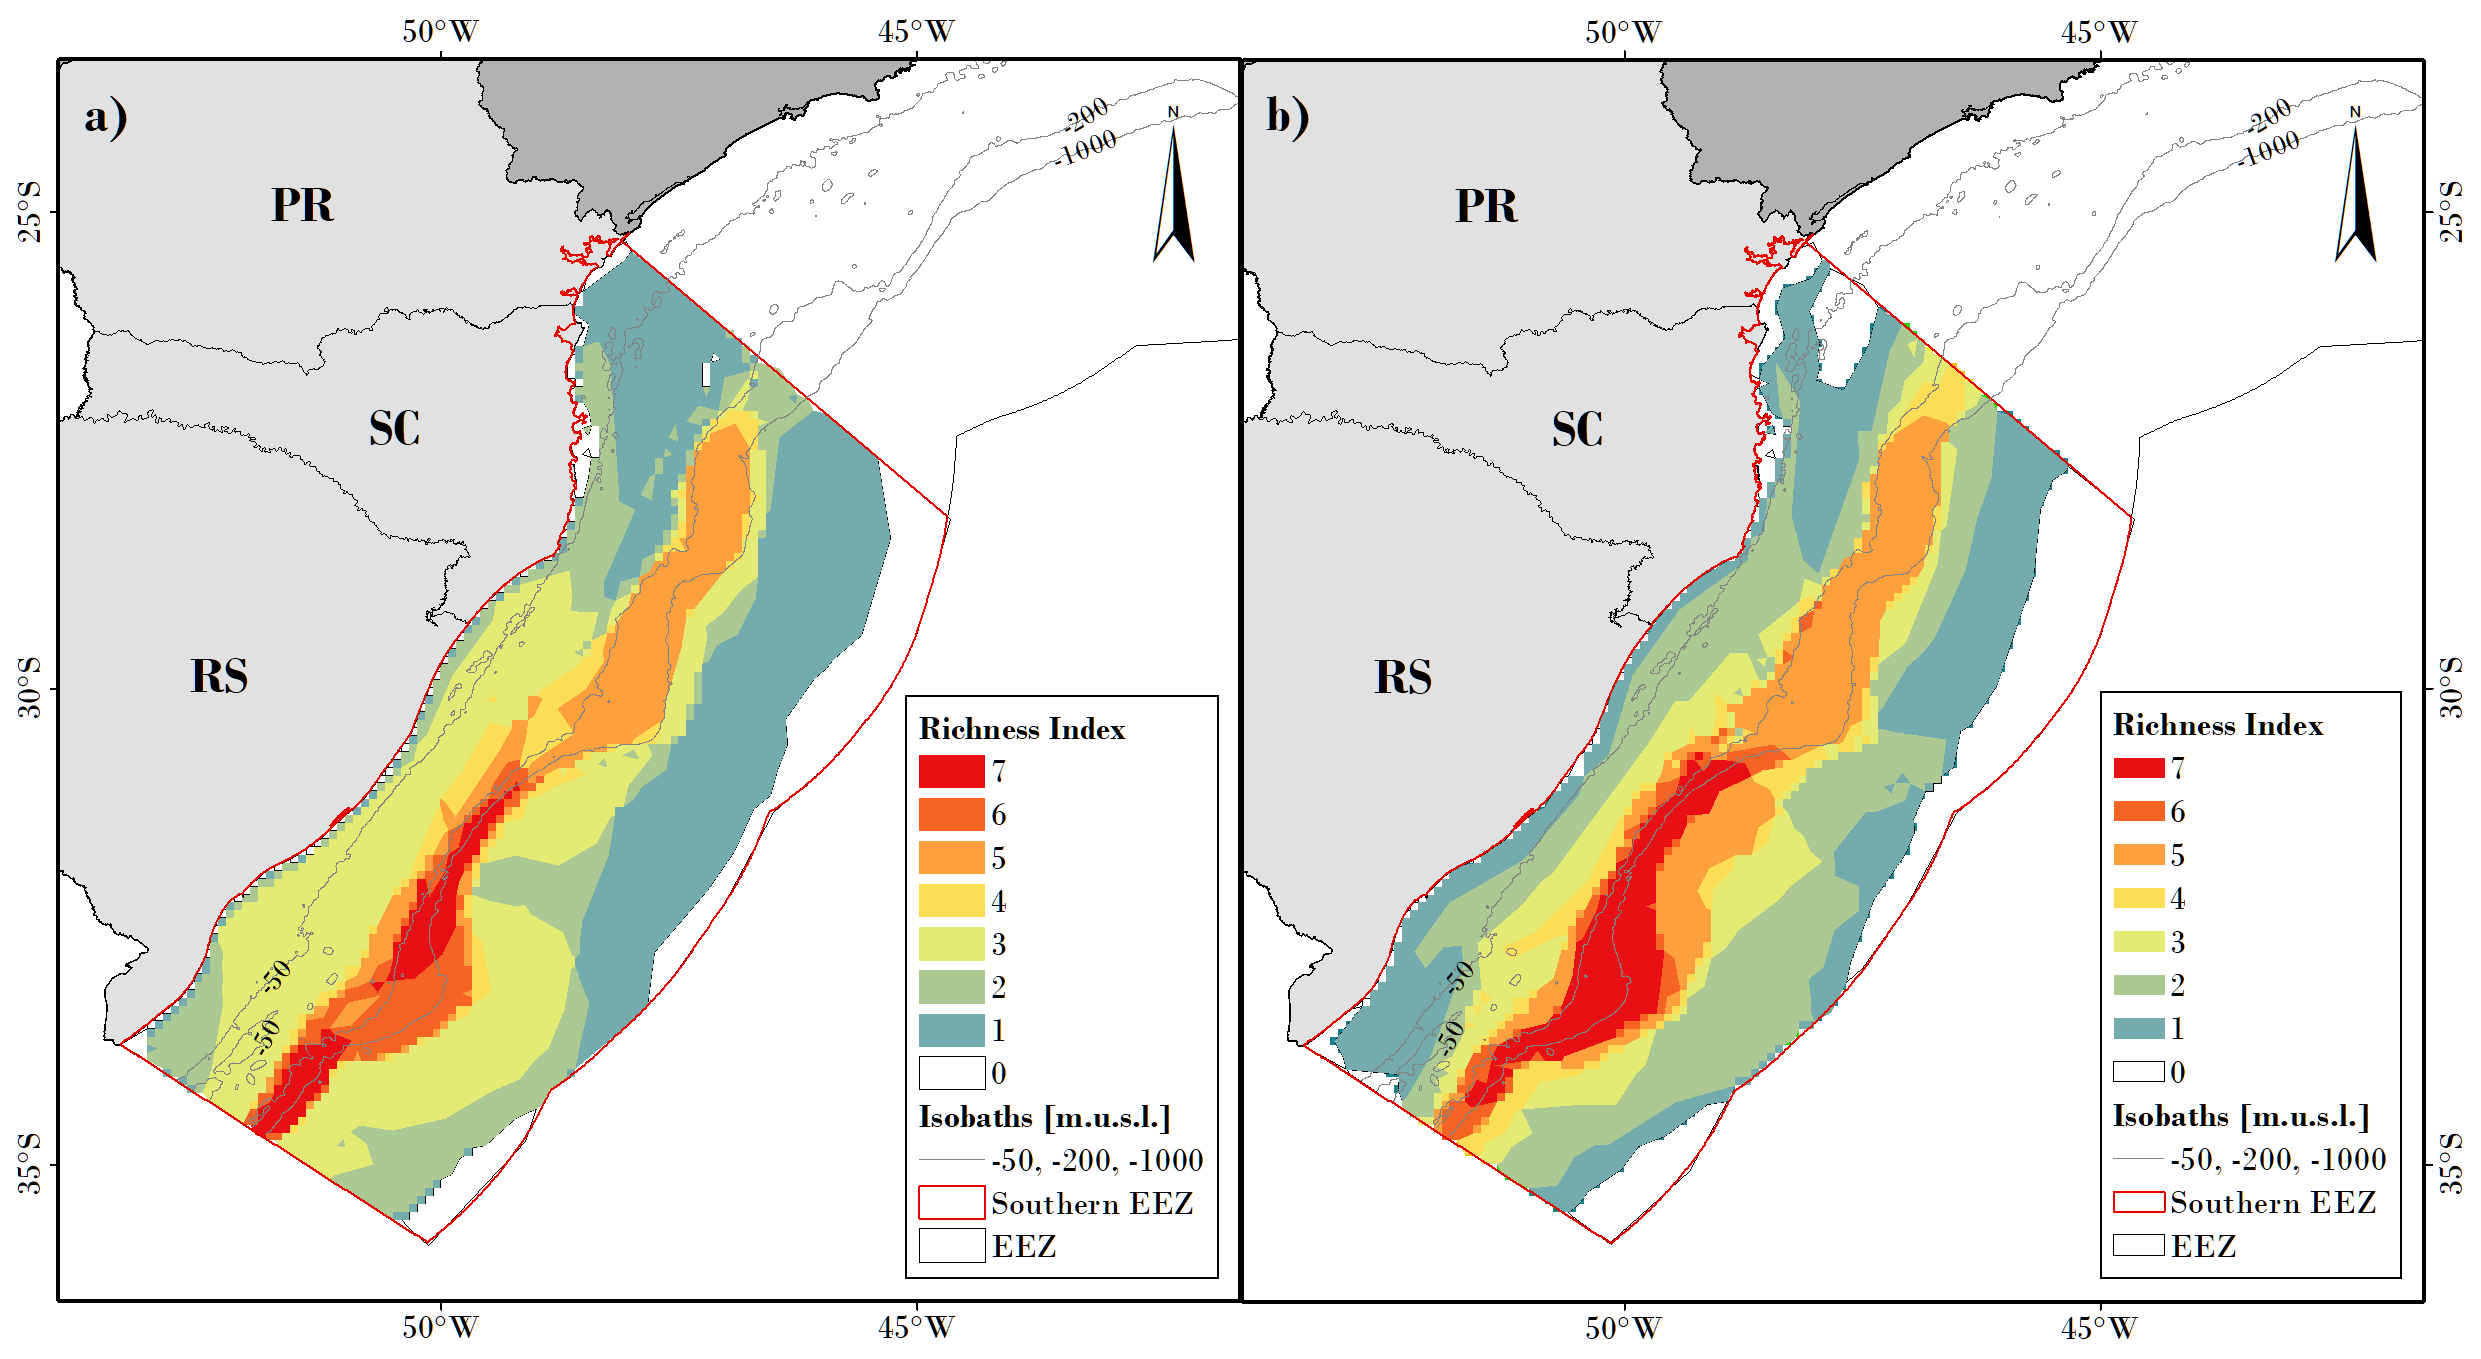 50°W 45°W 50°W 45°W
a)
b)
N
N
-200
-1000
-200
-1000
25°S
25°S
PR
PR
SC
SC
RS
RS
30°S
30°S
-50
-50
-50
-50
Richness Index
7
6
5
4
3
2
1
0
Isobaths [m.u.s.l.]
-50, -200, -1000
Southern EEZ
EEZ
Richness Index
7
6
5
4
3
2
1
0
Isobaths [m.u.s.l.]
-50, -200, -1000
Southern EEZ
EEZ
35°S
35°S
50°W 45°W 50°W 45°W